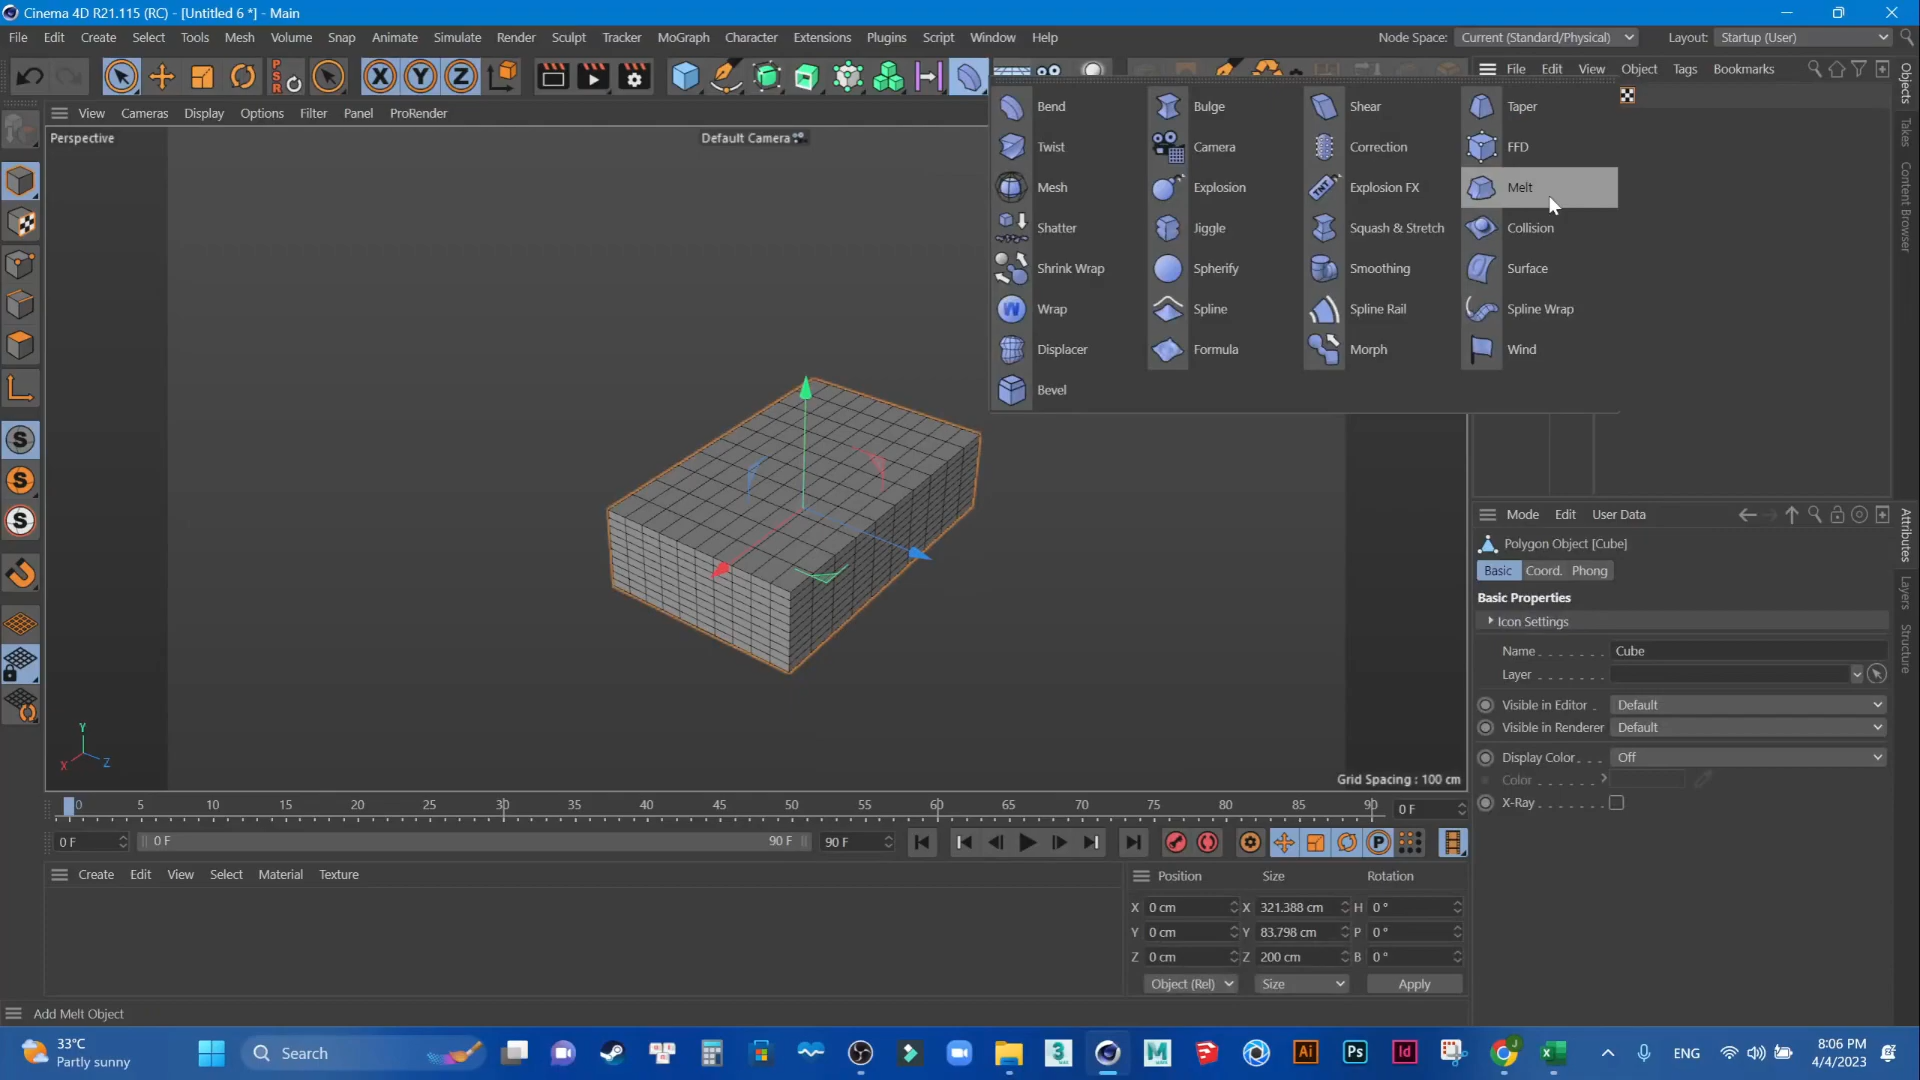 Cinema 4D R21.115 (RC) - [Untitled 6 *] - Main
File Edit Create Select Tools Mesh Volume Snap Animate Simulate Render Sculpt Tracker MoGraph Character Extensions Plugins Script Window Help Node Space: Current (Standard/Physical) Layout: Startup (User)
File Edit View Object Tags Bookmarks
View Cameras Display Options Filter Panel ProRender
Perspective
Default Camera
Bend Bulge Shear Taper
Twist Camera Correction FFD
Mesh Explosion Explosion FX Melt
Shatter Jiggle Squash & Stretch Collision
Shrink Wrap Spherify Smoothing Surface
Wrap Spline Spline Rail Spline Wrap
Displacer Formula Morph Wind
Bevel
Objects
Takes
Content Browser
Mode Edit User Data
Polygon Object [Cube]
Basic Coord. Phong
Basic Properties
Icon Settings
Name Cube
Layer
Visible in Editor Default
Visible in Renderer Default
Display Color Off
Color
X-Ray
Attributes
Layers
Structure
Y
X
Z
Grid Spacing : 100 cm
0 5 10 15 20 25 30 35 40 45 50 55 60 65 70 75 80 85 90 0 F
0 F 0 F 90 F 90 F
Create Edit View Select Material Texture
Position Size Rotation
X 0 cm X 321.388 cm H 0 °
Y 0 cm Y 83.798 cm P 0 °
Z 0 cm Z 200 cm B 0 °
Object (Rel) Size Apply
Add Melt Object
33°C
Partly sunny
Search
ENG
8:06 PM
4/4/2023